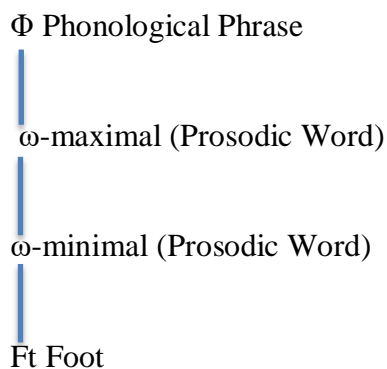 Φ Phonological Phrase
ω-maximal (Prosodic Word)
ω-minimal (Prosodic Word)
Ft Foot